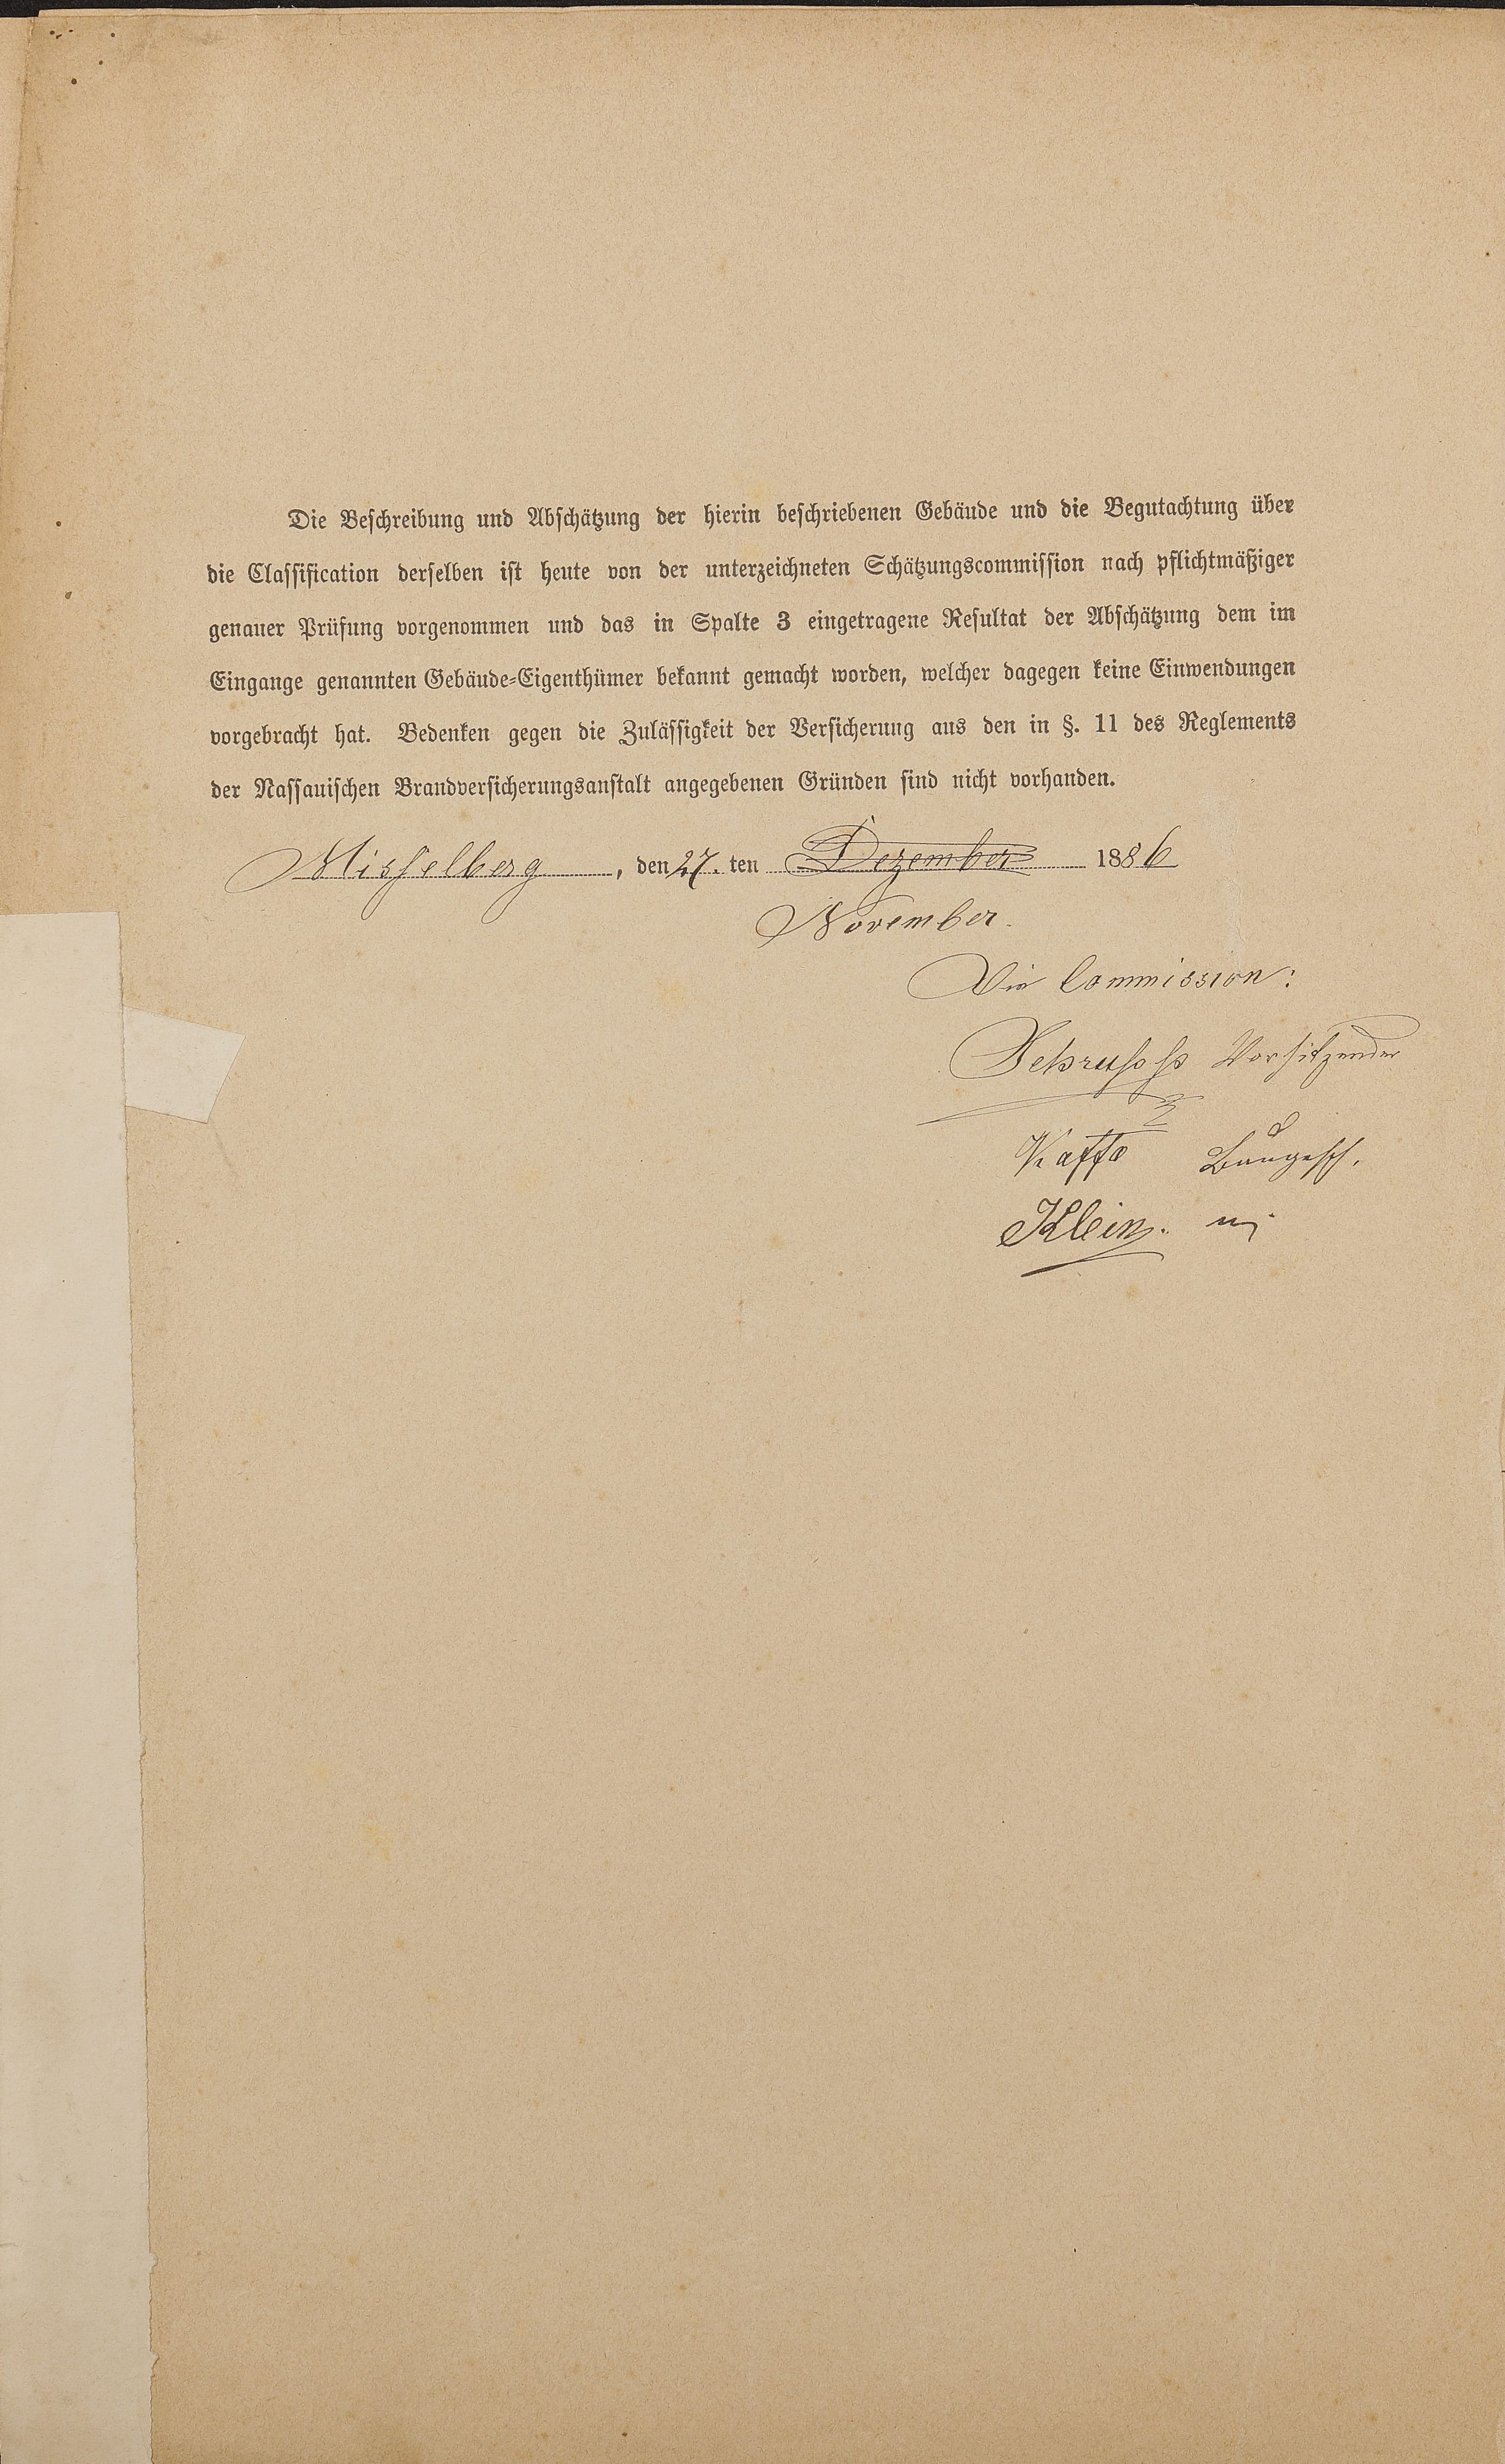 Die Beschreibung und Abschätzung der hierin beschriebenen Gebäude und die Begutachtung über
die Classification derselben ist heute von der unterzeichneten Schätzungscommission nach pflichtmäßiger
genauer Prüfung vorgenommen und das in Spalte 3 eingetragene Resultat der Abschätzung dem im
Eingange genannten Gebäude-Eigenthümer bekannt gemacht worden, welcher dagegen keine Einwendungen
vorgebracht hat. Bedenken gegen die Zulässigkeit der Versicherung aus den in §. 11 des Reglements
der Nassauischen Brandversicherungsanstalt angegebenen Gründen sind nicht vorhanden.
Misselberg, den 27. ten Dezember 1886
November.
Die Commission:
Vorsitzender
Klein.